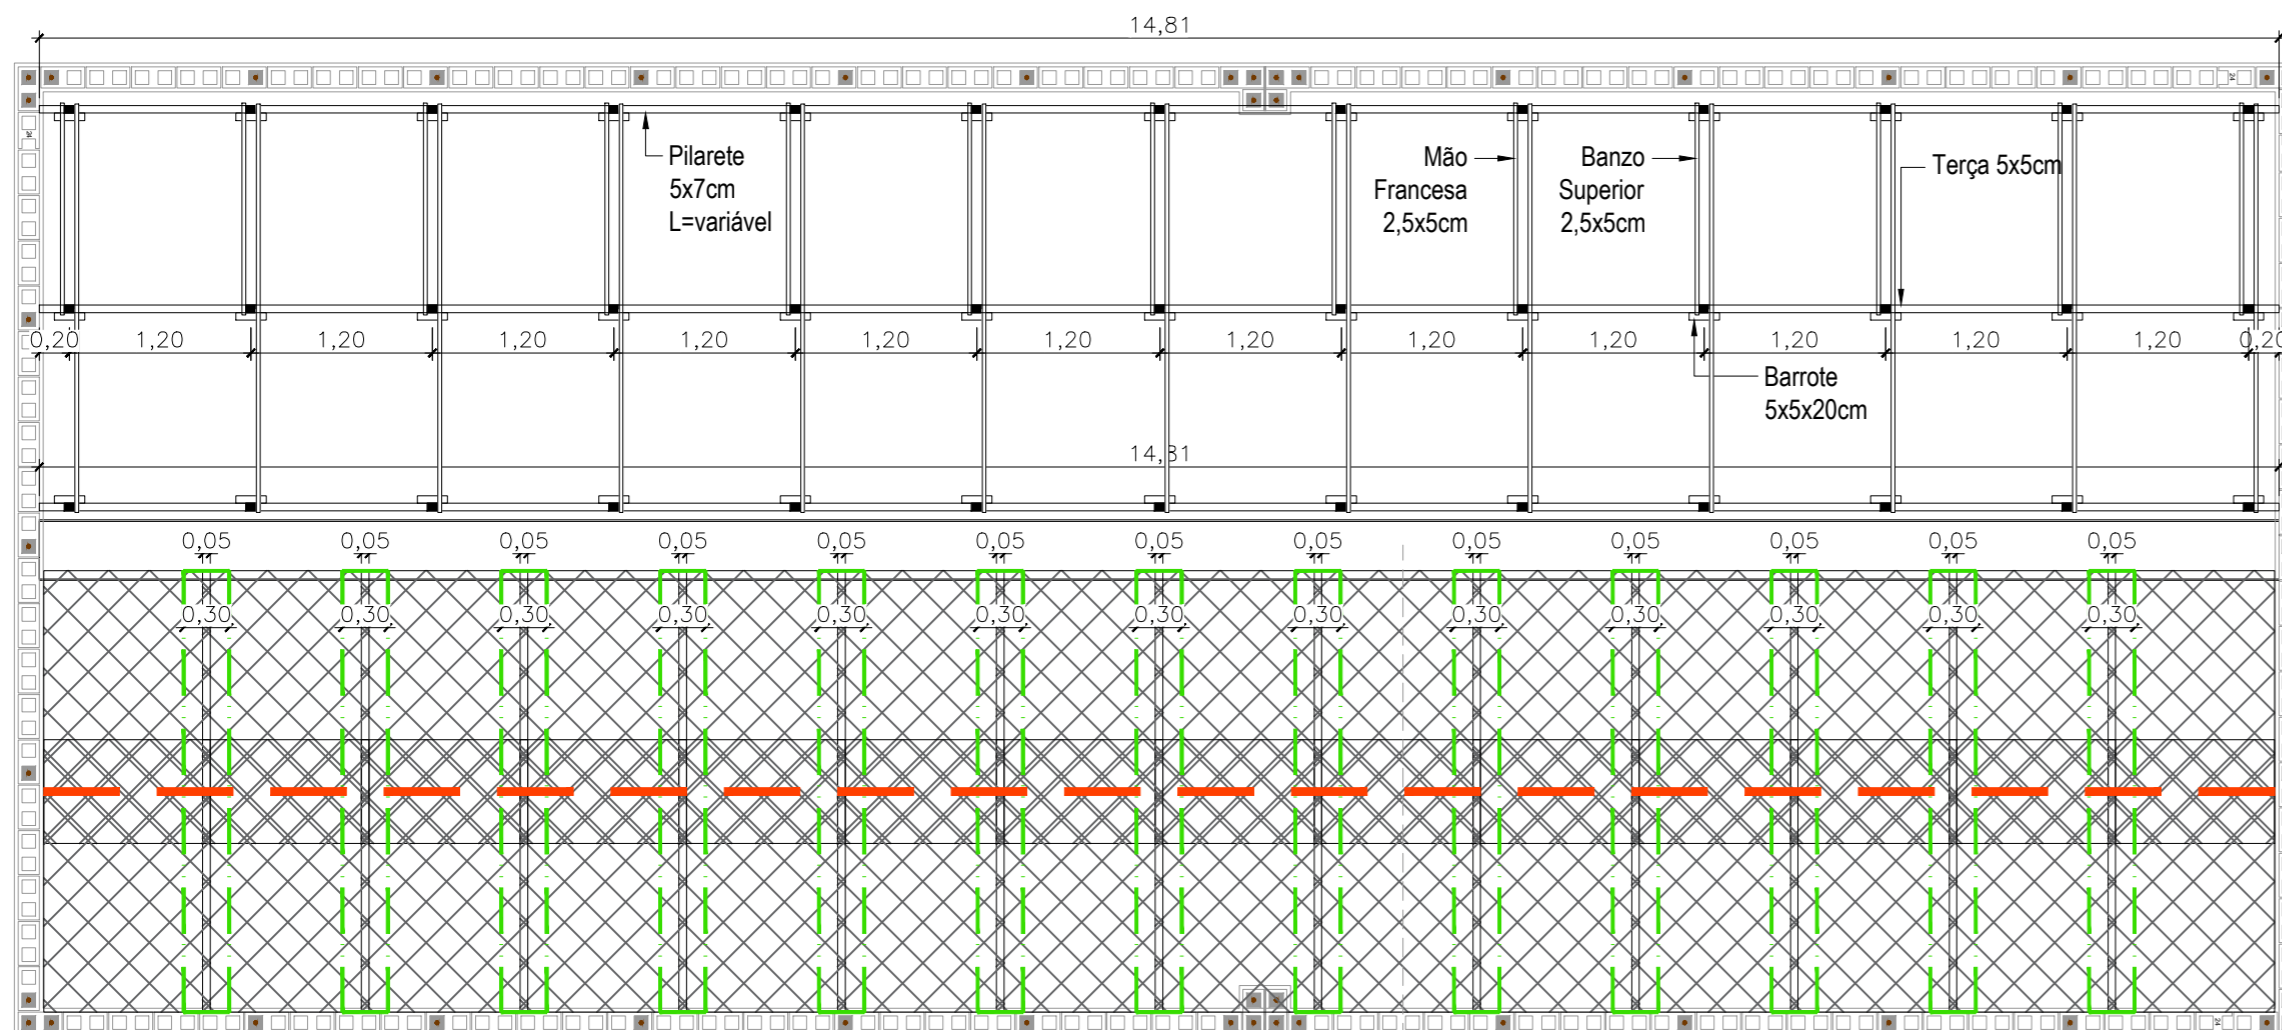 14,81
24
24
Pilarete
5x7cm
L=variável
Mão
Francesa
2,5x5cm
Banzo
Superior
2,5x5cm
Terça 5x5cm
0,20 1,20 1,20 1,20 1,20 1,20 1,20 1,20 1,20 1,20 1,20 1,20 1,20 0,20
Barrote
5x5x20cm
14,81
0,05 0,05 0,05 0,05 0,05 0,05 0,05 0,05 0,05 0,05 0,05 0,05 0,05
0,30 0,30 0,30 0,30 0,30 0,30 0,30 0,30 0,30 0,30 0,30 0,30 0,30
24